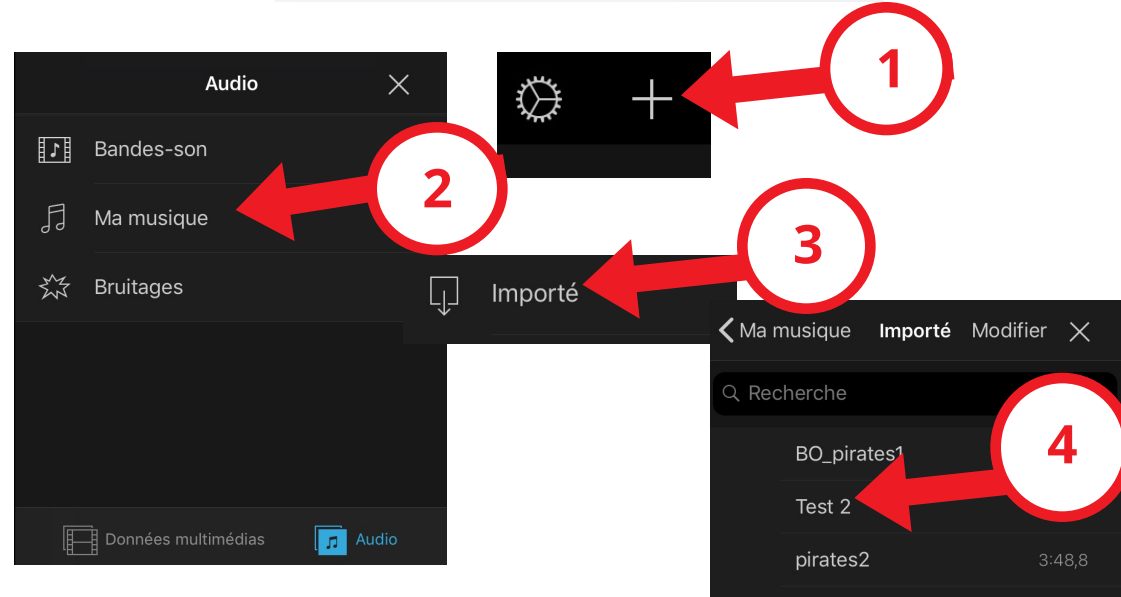 1
Audio
Bandes-son
2
Ma musique
Bruitages
3
Importé
Ma musique Importé Modifier
Recherche
4
BO_pirates1
Test 2
pirates2 3:48,8
Données multimédias Audio